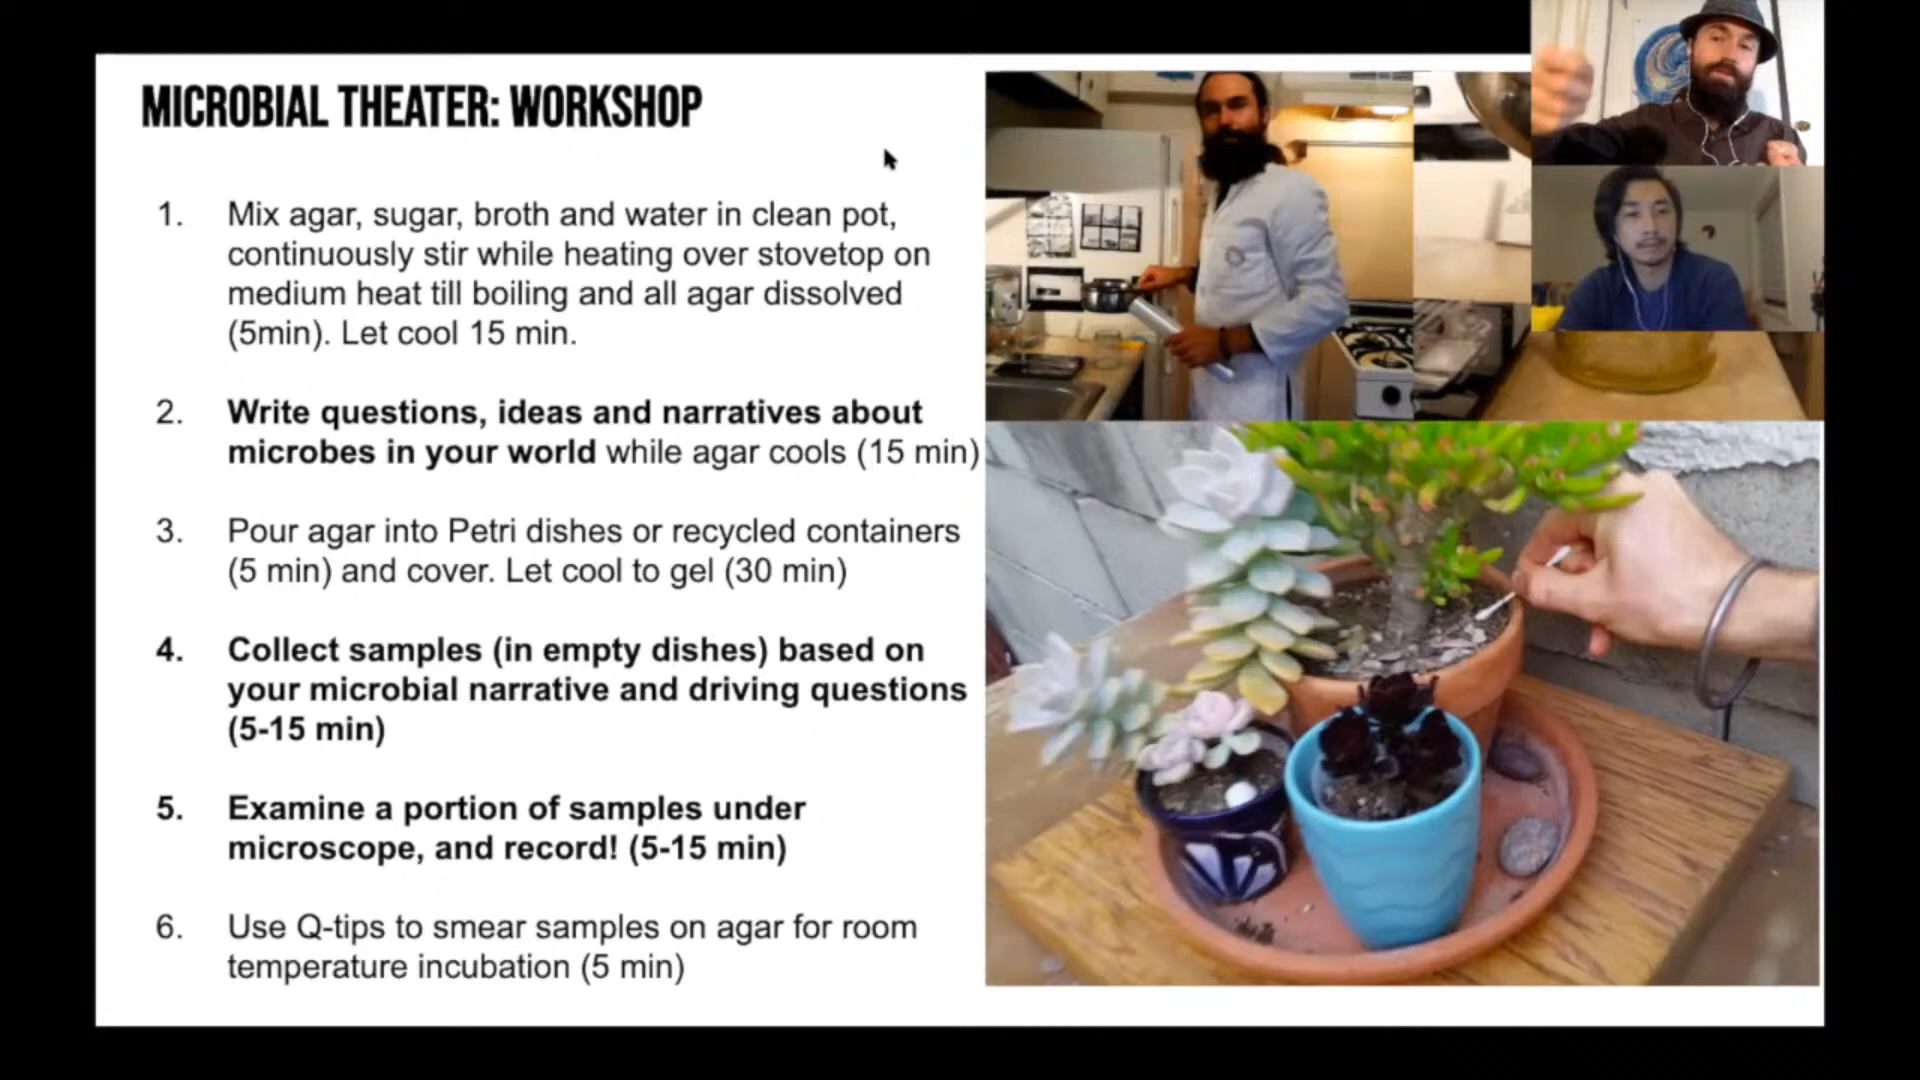 MICROBIAL THEATER: WORKSHOP
1. Mix agar, sugar, broth and water in clean pot,
continuously stir while heating over stovetop on
medium heat till boiling and all agar dissolved
(5min). Let cool 15 min.
2. Write questions, ideas and narratives about
microbes in your world while agar cools (15 min)
3. Pour agar into Petri dishes or recycled containers
(5 min) and cover. Let cool to gel (30 min)
4. Collect samples (in empty dishes) based on
your microbial narrative and driving questions
(5-15 min)
5. Examine a portion of samples under
microscope, and record! (5-15 min)
6. Use Q-tips to smear samples on agar for room
temperature incubation (5 min)